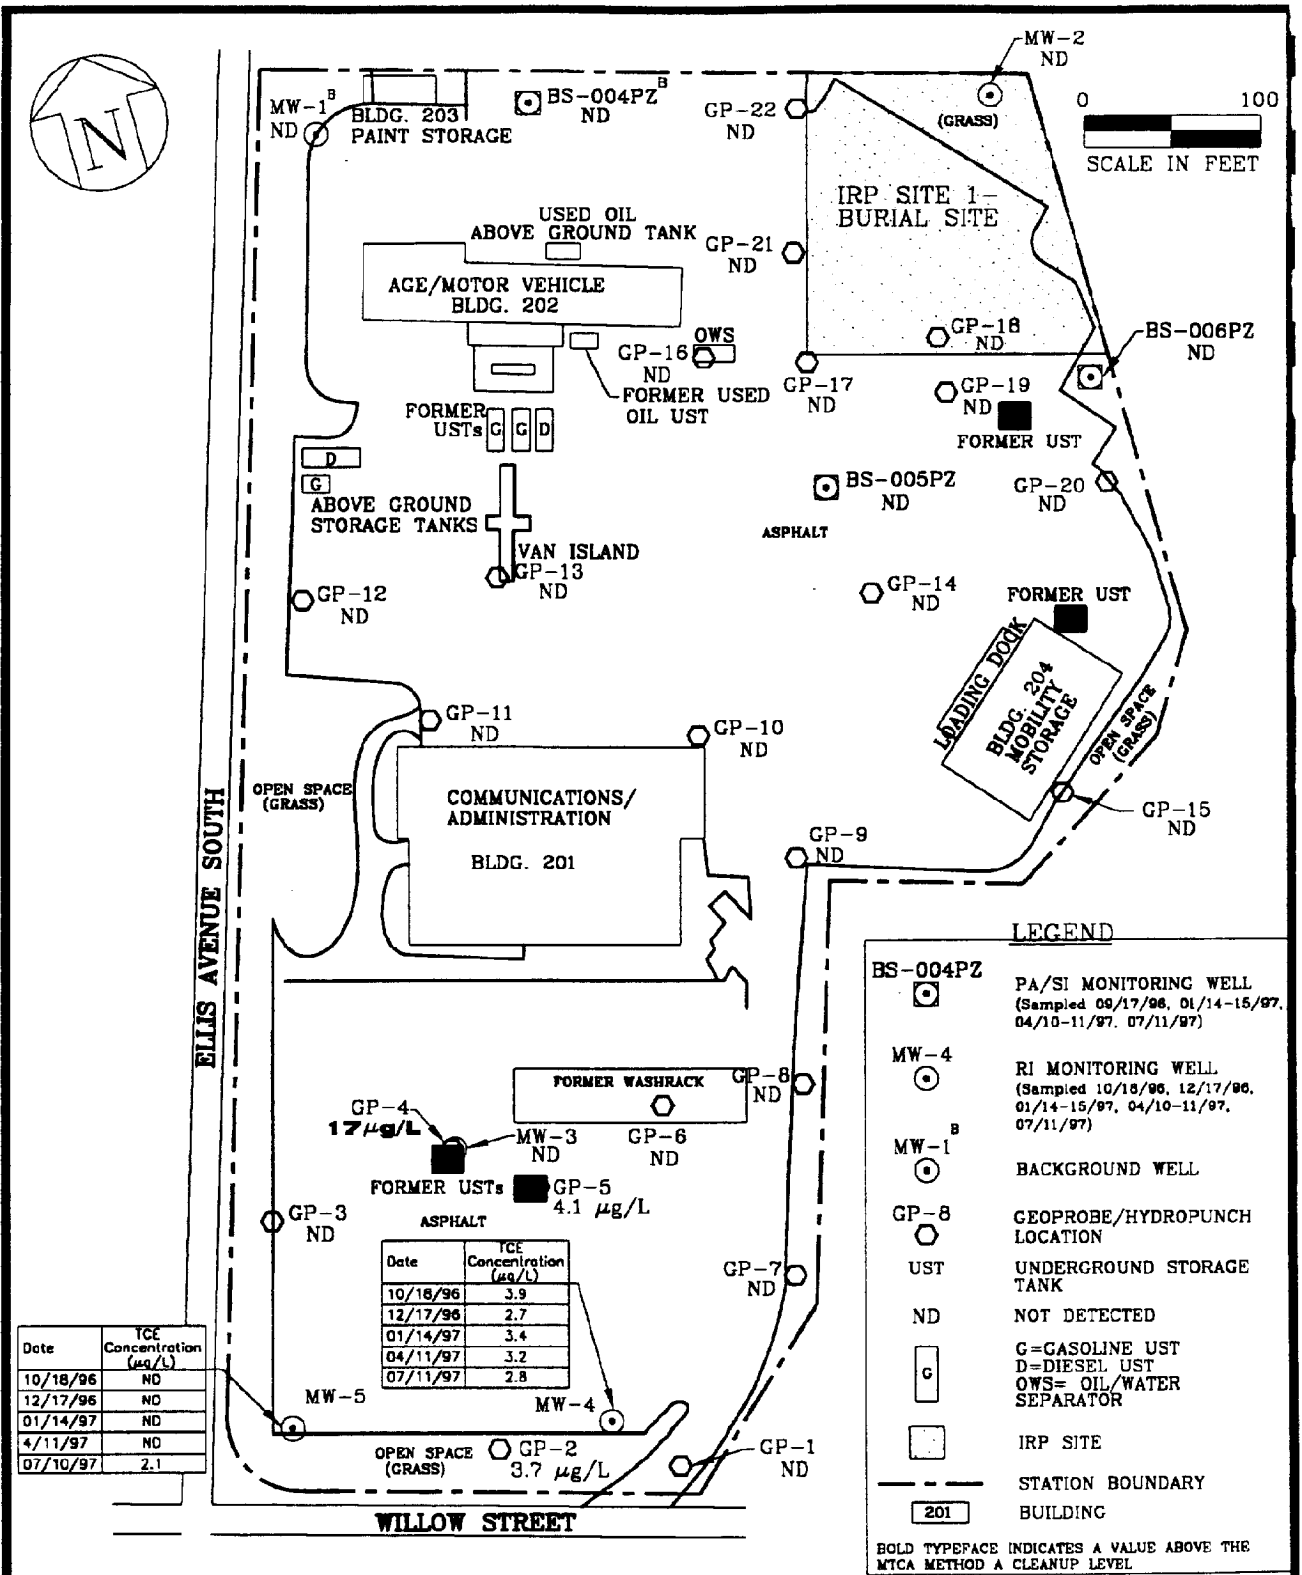 N
MW-1 B
ND
BLDG. 203
PAINT STORAGE
BS-004PZ B
ND
GP-22
ND
MW-2
ND
(GRASS)
0 100
SCALE IN FEET
IRP SITE 1-
BURIAL SITE
USED OIL
ABOVE GROUND TANK
GP-21
ND
AGE/MOTOR VEHICLE
BLDG. 202
OWS
GP-16
ND
FORMER USED
OIL UST
GP-17
ND
GP-18
ND
BS-006PZ
ND
GP-19
ND
FORMER UST
FORMER
USTs
G G D
D
G
ABOVE GROUND
STORAGE TANKS
BS-005PZ
ND
GP-20
ND
ASPHALT
VAN ISLAND
GP-13
ND
GP-12
ND
GP-14
ND
FORMER UST
LOADING DOCK
BLDG. 204
MOBILITY
STORAGE
OPEN SPACE
(GRASS)
GP-11
ND
GP-10
ND
OPEN SPACE
(GRASS)
COMMUNICATIONS/
ADMINISTRATION
BLDG. 201
GP-15
ND
GP-9
ND
ELLIS AVENUE SOUTH
FORMER WASHRACK
GP-8
ND
GP-4
17µg/L
MW-3
ND
GP-6
ND
FORMER USTs
GP-5
4.1 µg/L
GP-3
ND
ASPHALT
GP-7
ND
Date TCE Concentration (µg/L)
10/18/96 3.9
12/17/96 2.7
01/14/97 3.4
04/11/97 3.2
07/11/97 2.8
Date TCE Concentration (µg/L)
10/18/96 ND
12/17/96 ND
01/14/97 ND
4/11/97 ND
07/10/97 2.1
MW-5
MW-4
OPEN SPACE
(GRASS)
GP-2
3.7 µg/L
GP-1
ND
WILLOW STREET
LEGEND
BS-004PZ
PA/SI MONITORING WELL
(Sampled 09/17/96, 01/14-15/97,
04/10-11/97, 07/11/97)
MW-4
RI MONITORING WELL
(Sampled 10/18/96, 12/17/96,
01/14-15/97, 04/10-11/97,
07/11/97)
MW-1 B
BACKGROUND WELL
GP-8
GEOPROBE/HYDROPUNCH
LOCATION
UST UNDERGROUND STORAGE
TANK
ND NOT DETECTED
G
G=GASOLINE UST
D=DIESEL UST
OWS= OIL/WATER
SEPARATOR
IRP SITE
STATION BOUNDARY
201 BUILDING
BOLD TYPEFACE INDICATES A VALUE ABOVE THE
MTCA METHOD A CLEANUP LEVEL